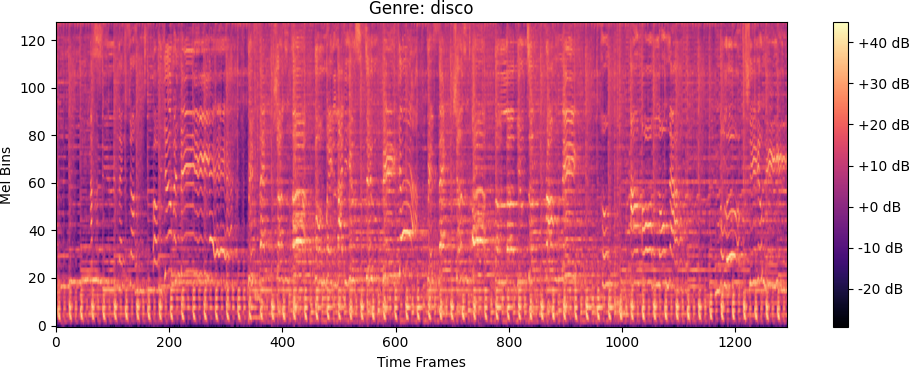 Genre: disco
120
100
80
60
40
20
0
Mel Bins
0 200 400 600 800 1000 1200
Time Frames
+40 dB
+30 dB
+20 dB
+10 dB
+0 dB
-10 dB
-20 dB